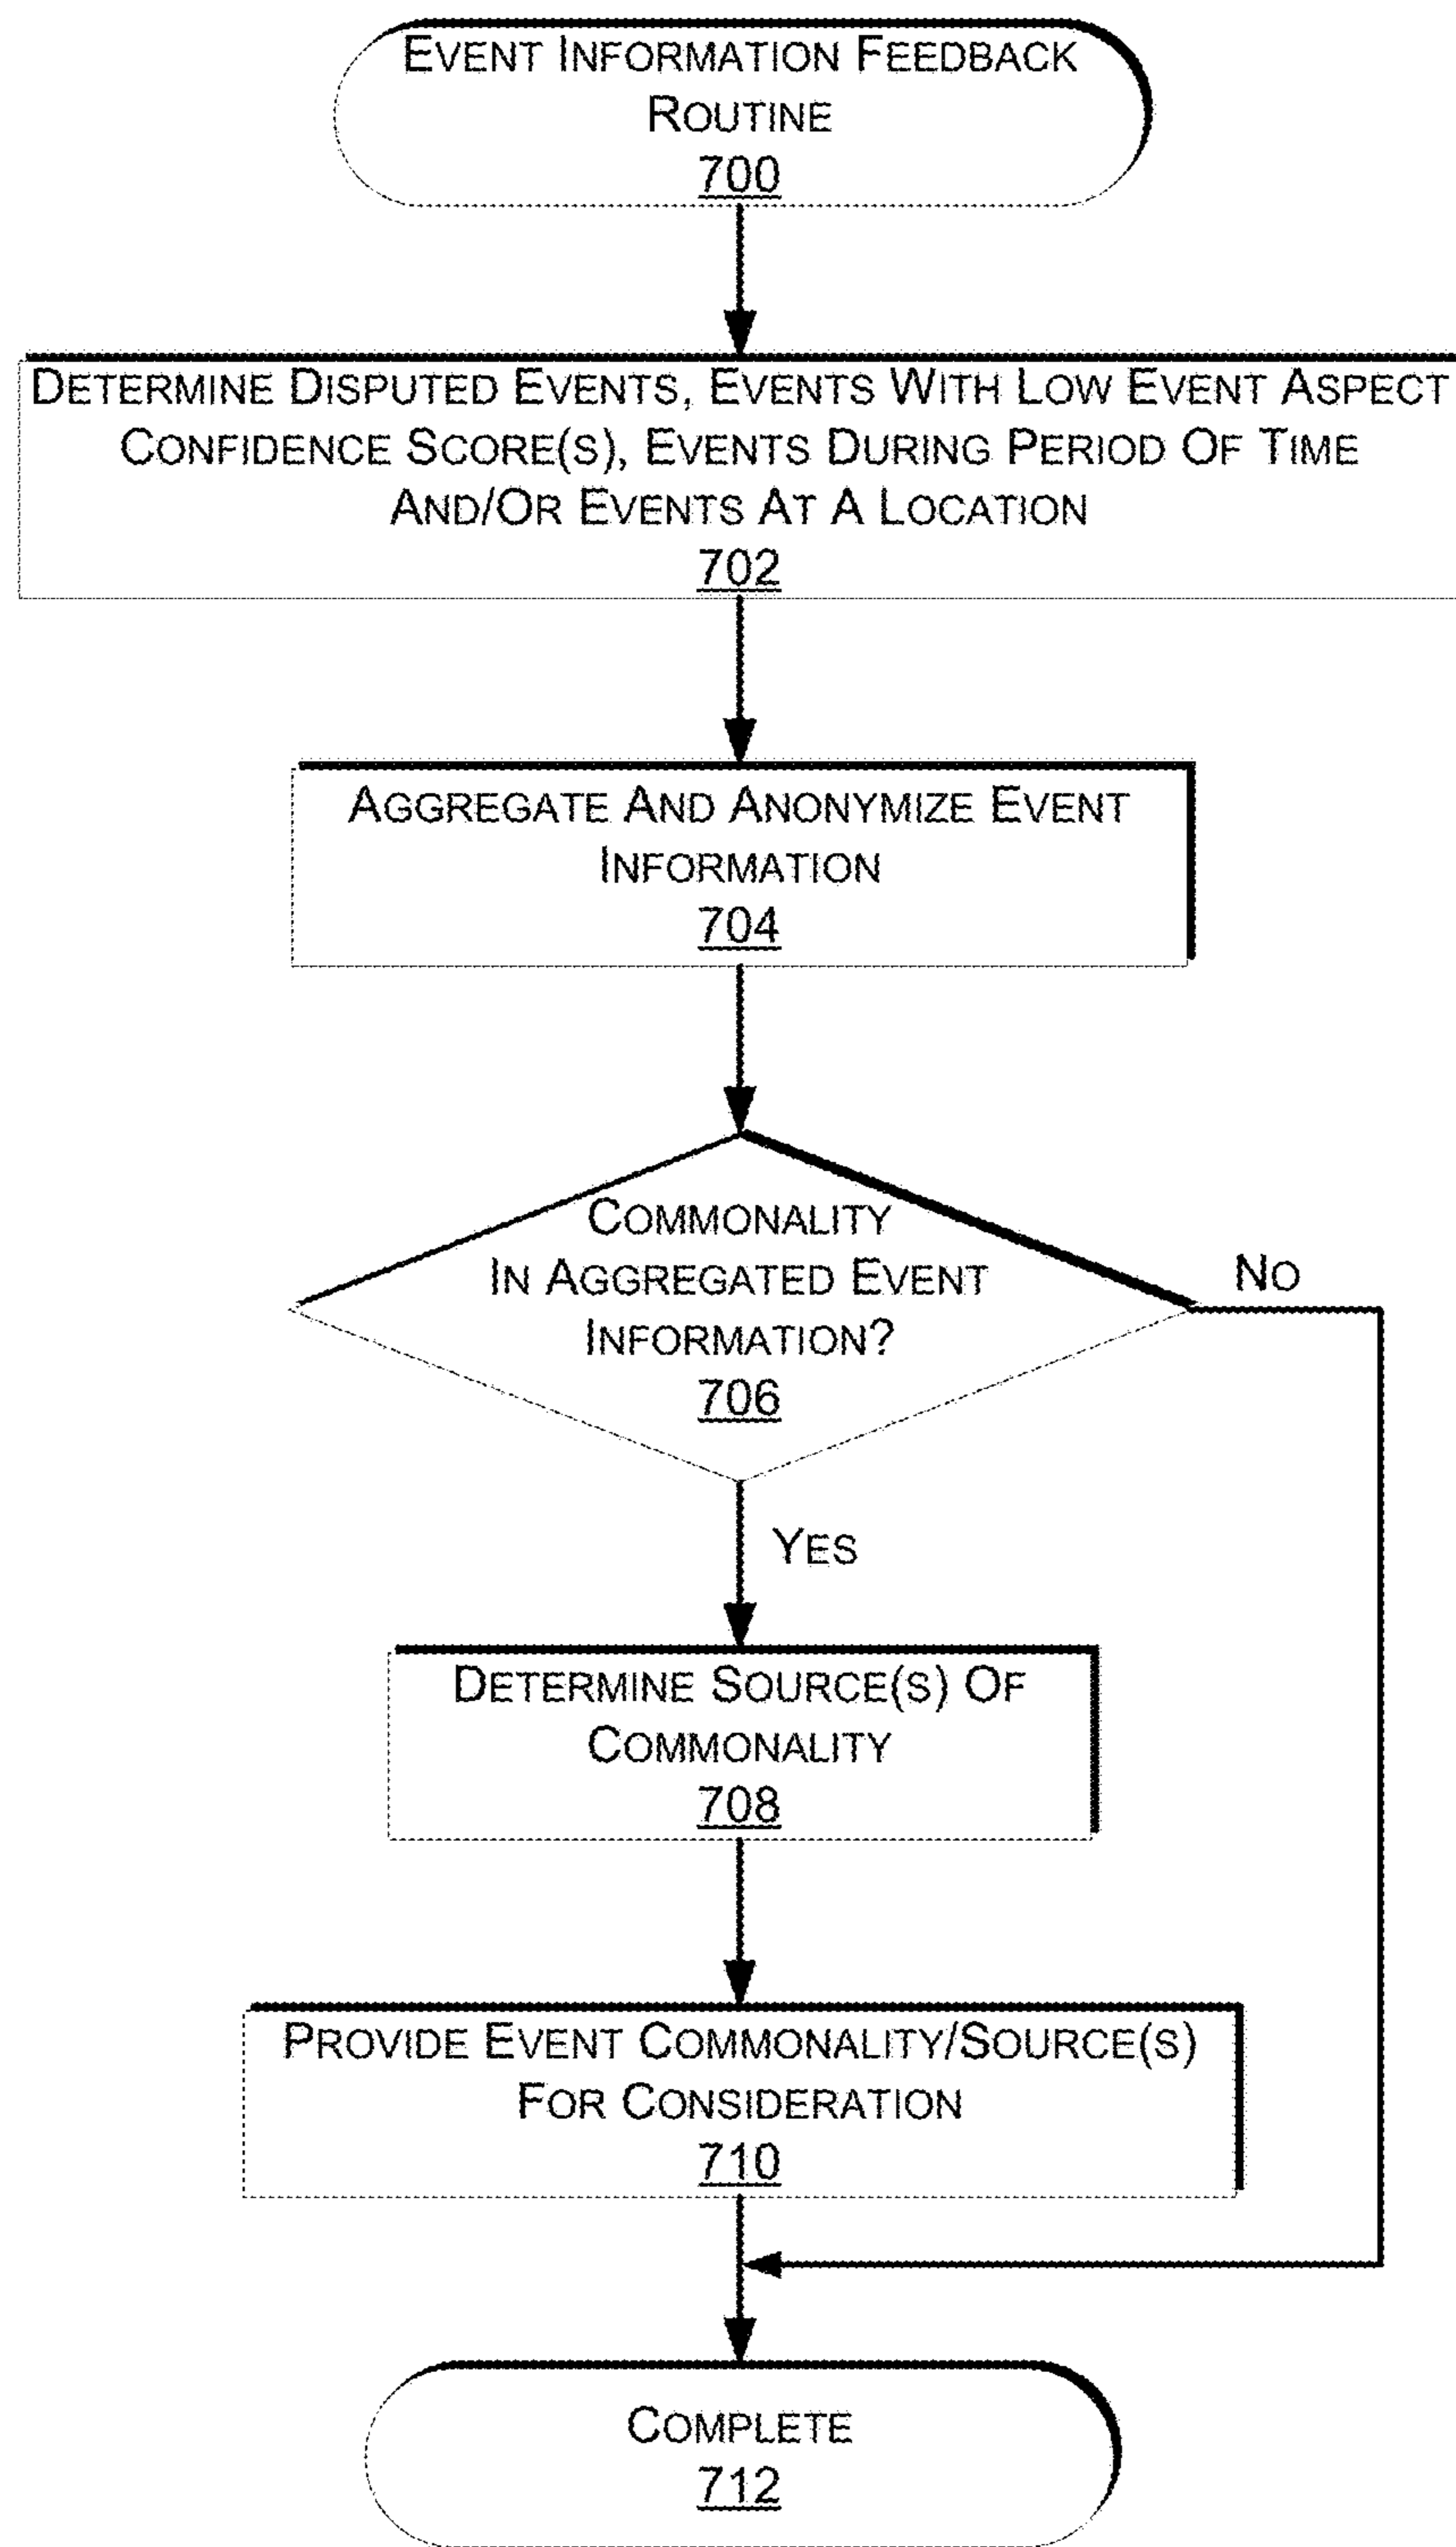 EVENT INFORMATION FEEDBACK
ROUTINE
700
DETERMINE DISPUTED EVENTS, EVENTS WITH LOW EVENT ASPECT
CONFIDENCE SCORE(S), EVENTS DURING PERIOD OF TIME
AND/OR EVENTS AT A LOCATION
702
AGGREGATE AND ANONYMIZE EVENT
INFORMATION
704
COMMONALITY
IN AGGREGATED EVENT
INFORMATION?
706
NO
YES
DETERMINE SOURCE(S) OF
COMMONALITY
708
PROVIDE EVENT COMMONALITY/SOURCE(S)
FOR CONSIDERATION
710
COMPLETE
712